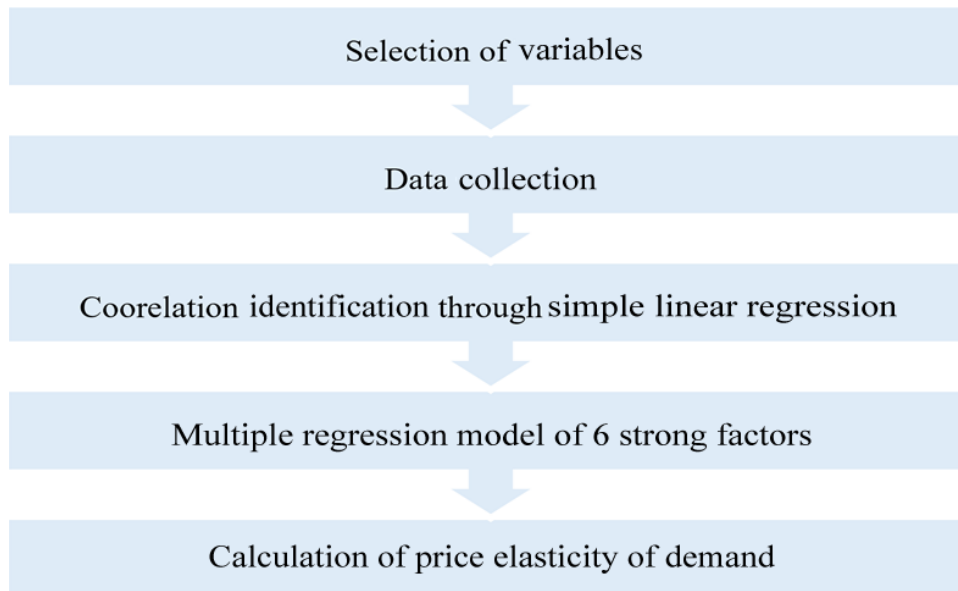 Selection of variables
Data collection
Coorelation identification through simple linear regression
Multiple regression model of 6 strong factors
Calculation of price elasticity of demand